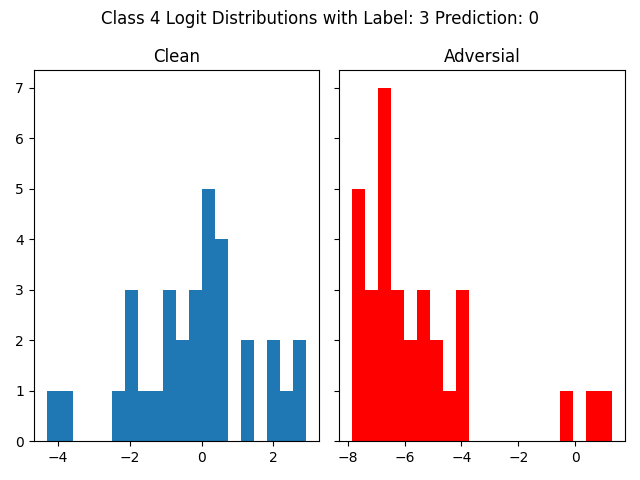 Class 4 Logit Distributions with Label: 3 Prediction: 0
Clean
Adversial
7
6
5
4
3
2
1
0
−4 −2 0 2
−8 −6 −4 −2 0